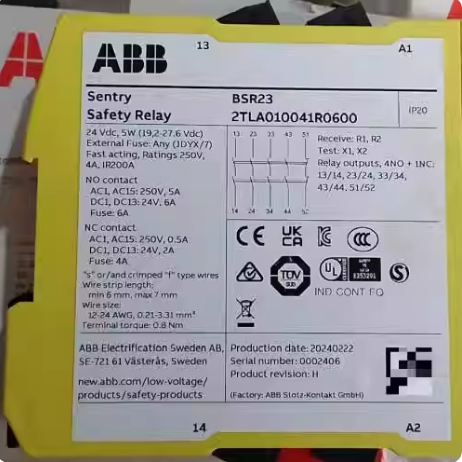 13
A1
ABB
Sentry
Safety Relay
BSR23
2TLA010041R0600
IP20
24 Vdc, 5W (19,2-27.6 Vdc)
External Fuse: Any (JDYX/7)
Fast acting, Ratings 250V,
4A, IR200A
NO contact
AC1, AC15: 250V, 5A
DC1, DC13: 24V, 6A
Fuse: 6A
NC contact
AC1, AC15: 250V, 0.5A
DC1, DC13: 24V, 2A
Fuse: 4A
"s" or/and crimped "f" type wires
Wire strip length:
min 6 mm, max 7 mm
Wire size:
12-24 AWG, 0.21-3.31 mm²
Terminal torque: 0.8 Nm
13 23 33 43 51
14 24 34 44 52
Receive: R1, R2
Test: X1, X2
Relay outputs, 4NO + 1NC:
13/14, 23/24, 33/34,
43/44, 51/52
CE UK CA CCC
TÜV
SÜD
UL
IND CONT EQ
S
ABB Electrification Sweden AB,
SE-721 61 Västerås, Sweden
new.abb.com/low-voltage/
products/safety-products
Production date: 20240222
Serial number: 0002406
Product revision: H
(Factory: ABB Stotz-Kontakt GmbH)
14
A2